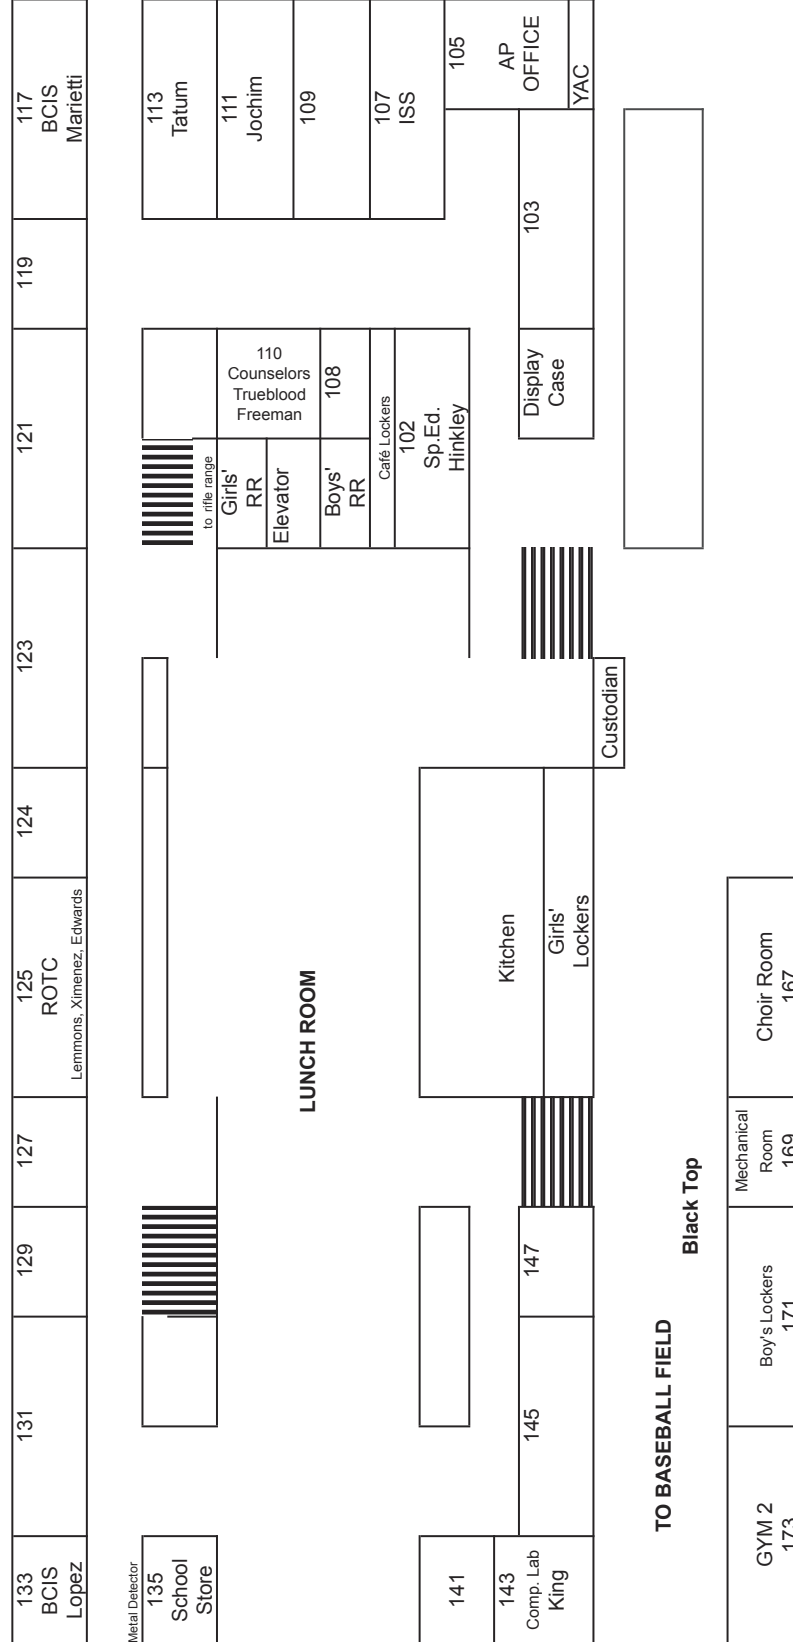 117
BCIS
Marietti
119
121
123
124
125
ROTC
Lemmons, Ximenez, Edwards
127
129
131
133
BCIS
Lopez
113
Tatum
111
Jochim
109
107
ISS
105
AP
OFFICE
YAC
103
Display
Case
110
Counselors
Trueblood
Freeman
108
to rifle range
Girls'
RR
Elevator
Boys'
RR
Café Lockers
102
Sp.Ed.
Hinkley
Custodian
Kitchen
Girls'
Lockers
LUNCH ROOM
147
145
Metal Detector
135
School
Store
141
143
Comp. Lab
King
Black Top
TO BASEBALL FIELD
Choir Room
167
Mechanical
Room
169
Boy's Lockers
171
GYM 2
173